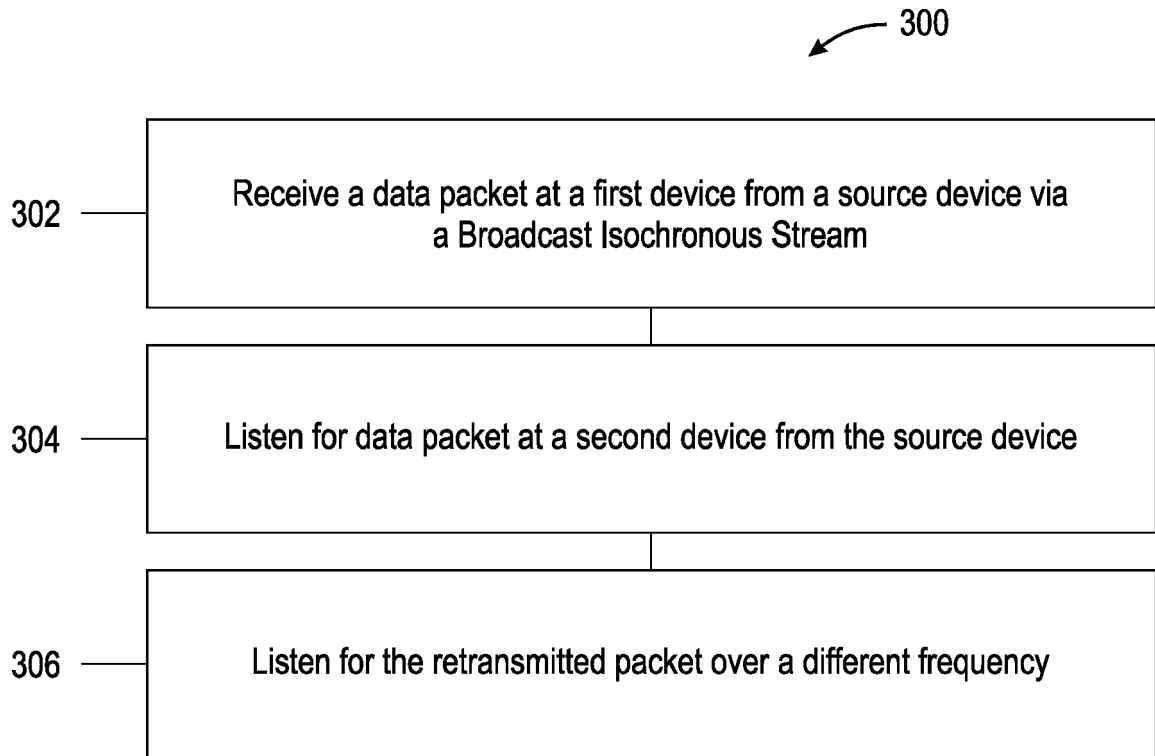 300
302
Receive a data packet at a first device from a source device via
a Broadcast Isochronous Stream
304
Listen for data packet at a second device from the source device
306
Listen for the retransmitted packet over a different frequency